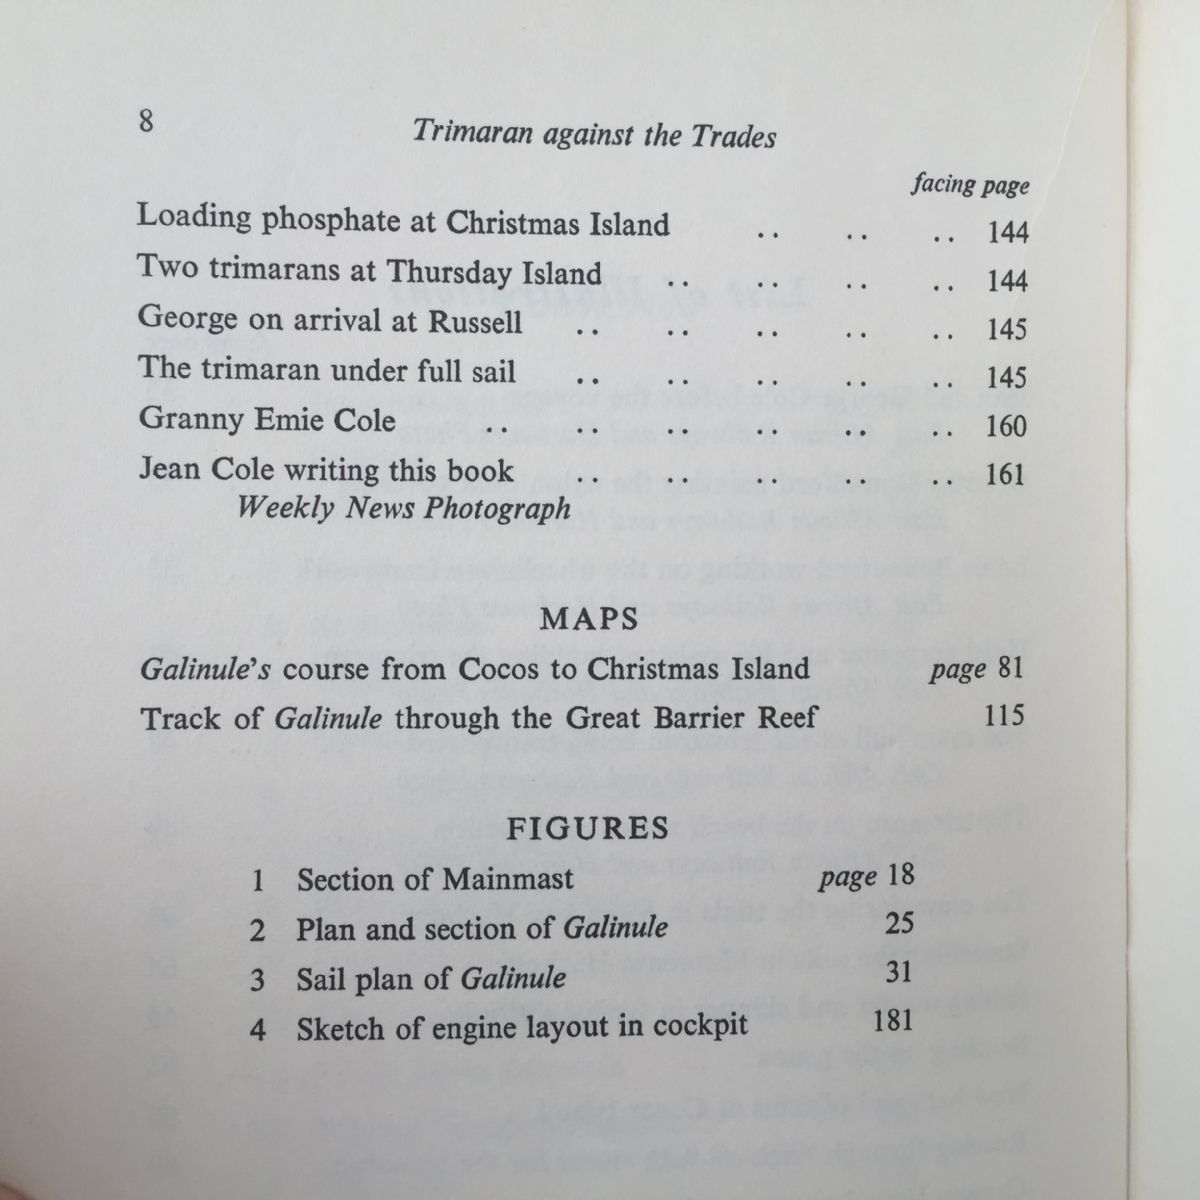 8
Trimaran against the Trades
facing page
Loading phosphate at Christmas Island .. .. .. 144
Two trimarans at Thursday Island .. .. .. .. 144
George on arrival at Russell .. .. .. .. .. 145
The trimaran under full sail .. .. .. .. .. 145
Granny Emie Cole .. .. .. .. .. 160
Jean Cole writing this book .. .. .. .. .. 161
Weekly News Photograph
MAPS
Galinule's course from Cocos to Christmas Island page 81
Track of Galinule through the Great Barrier Reef 115
FIGURES
1 Section of Mainmast page 18
2 Plan and section of Galinule 25
3 Sail plan of Galinule 31
4 Sketch of engine layout in cockpit 181